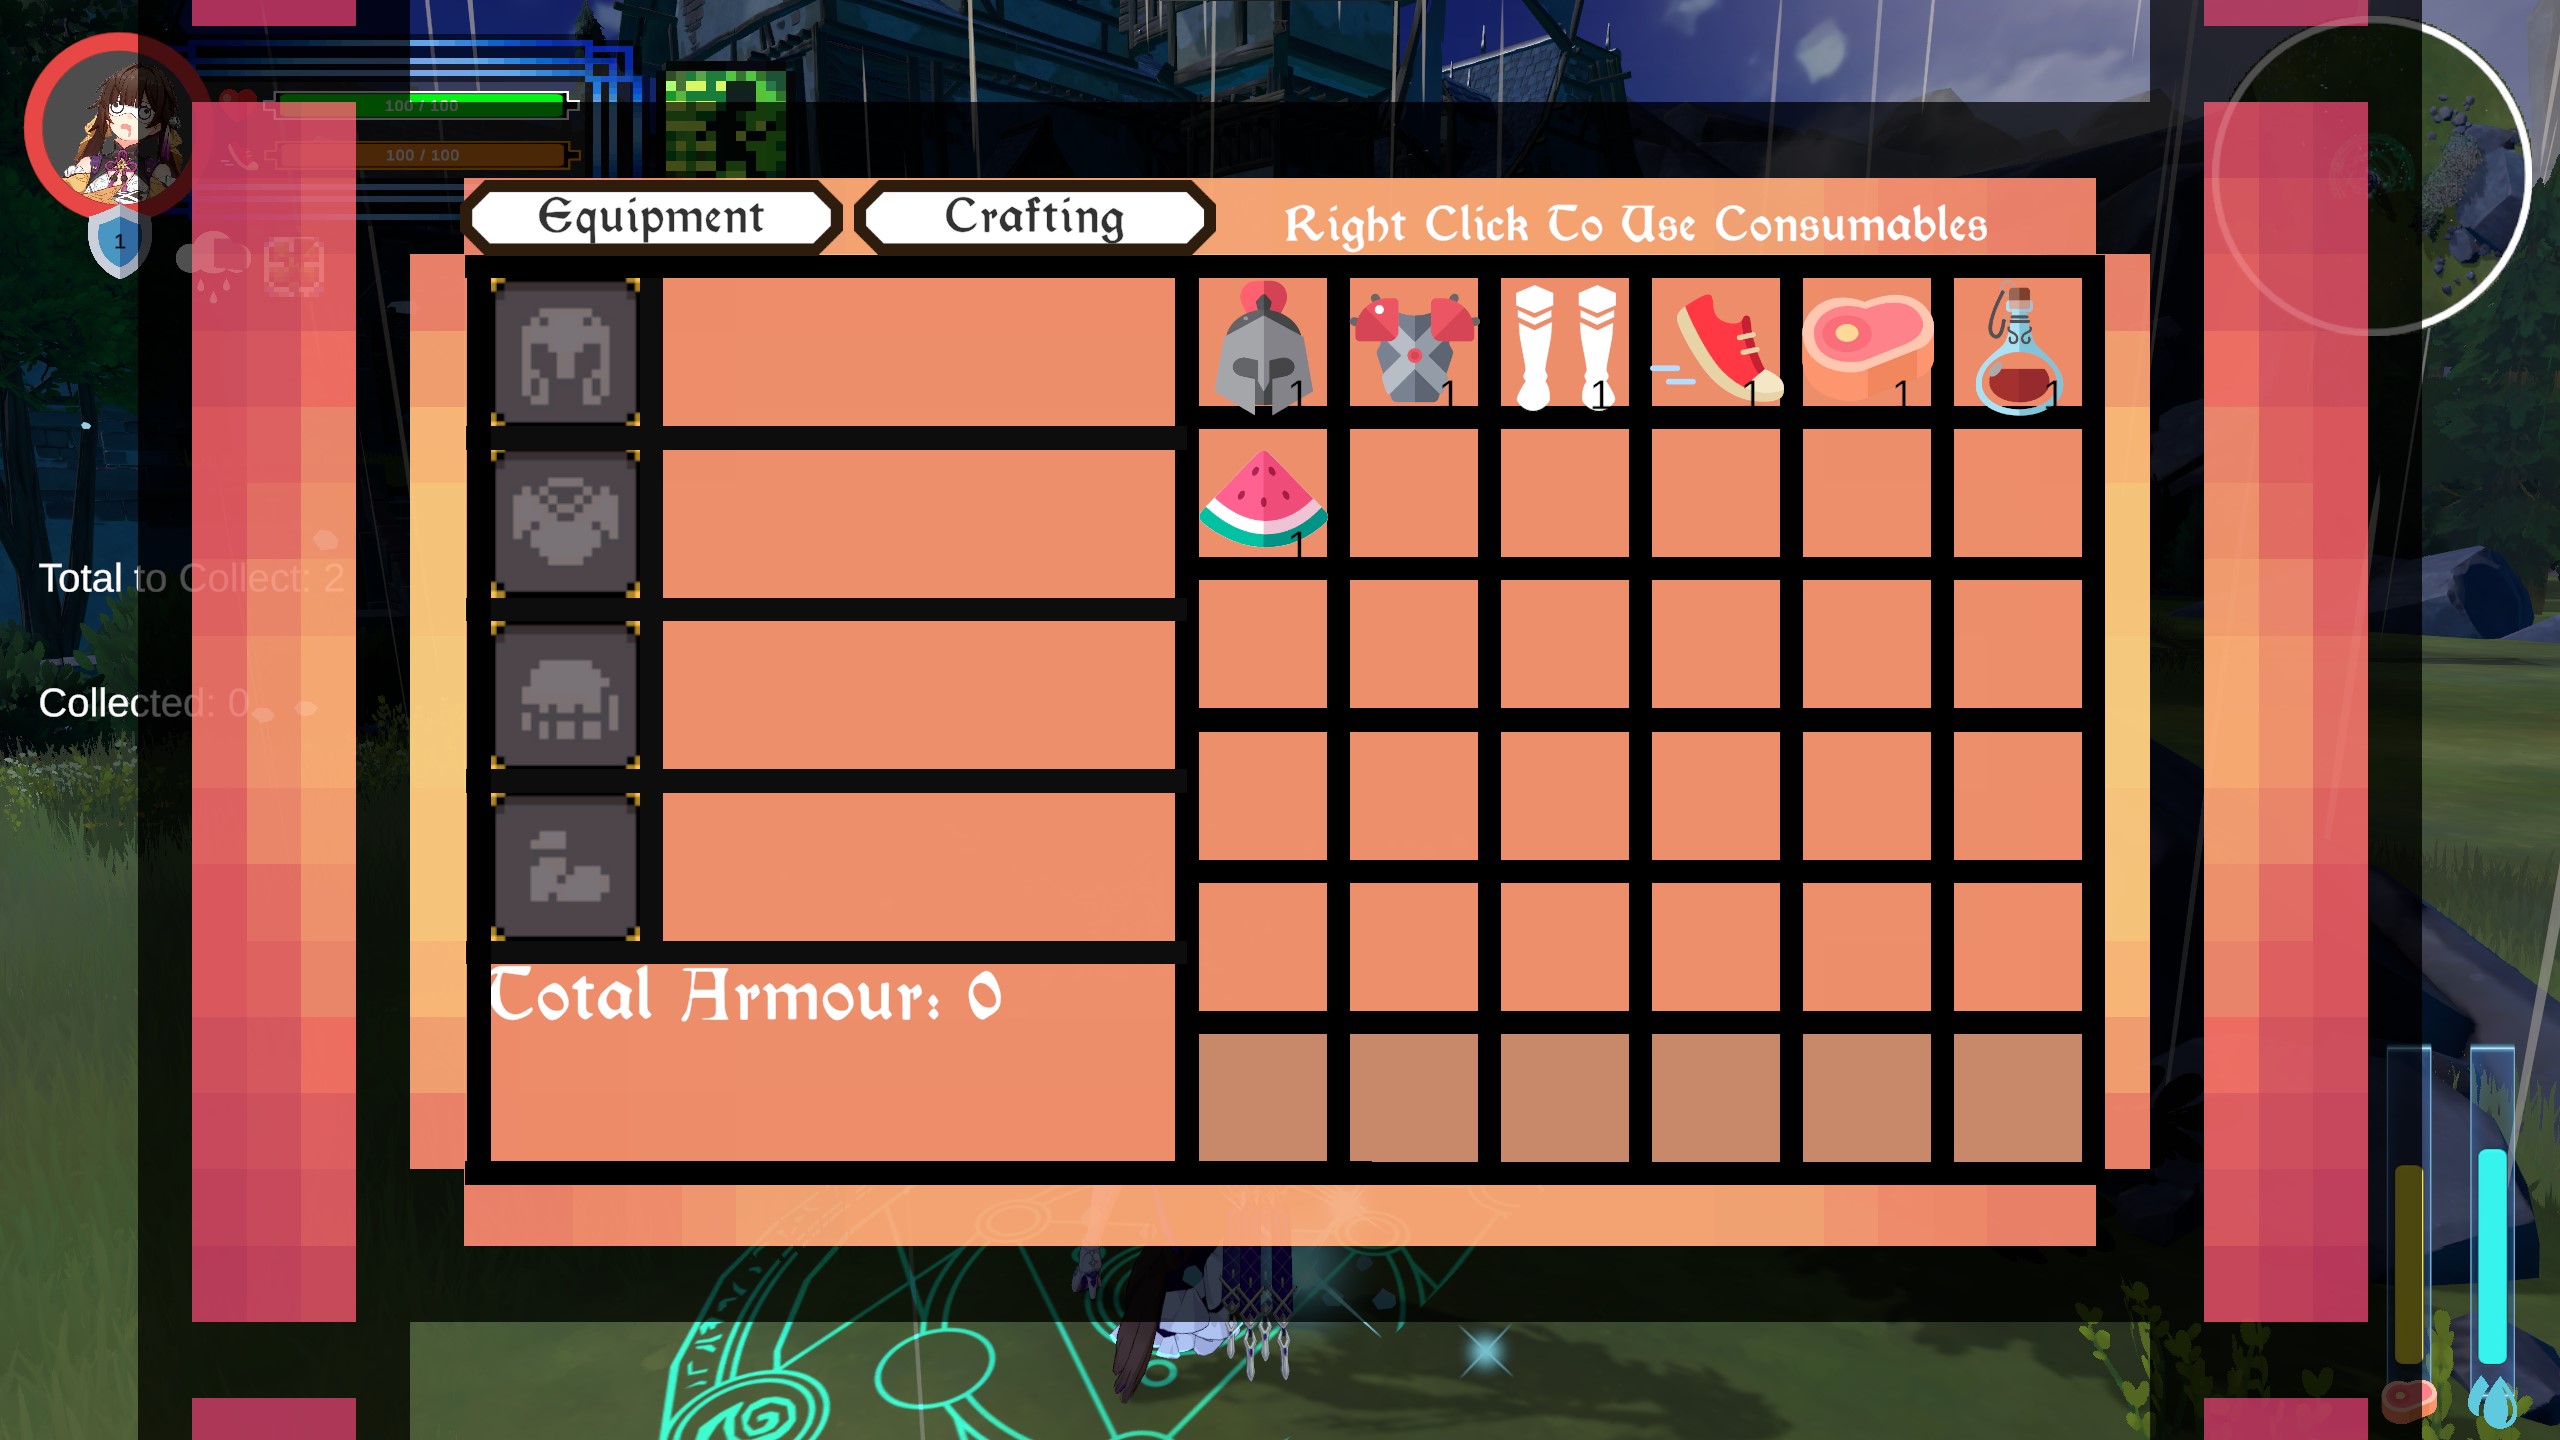 100 / 100
100 / 100
Equipment
Crafting
Right Click To Use Consumables
1
1
1
1
1
1
1
1
Total to Collect: 2
Collected: 0
Total Armour: 0